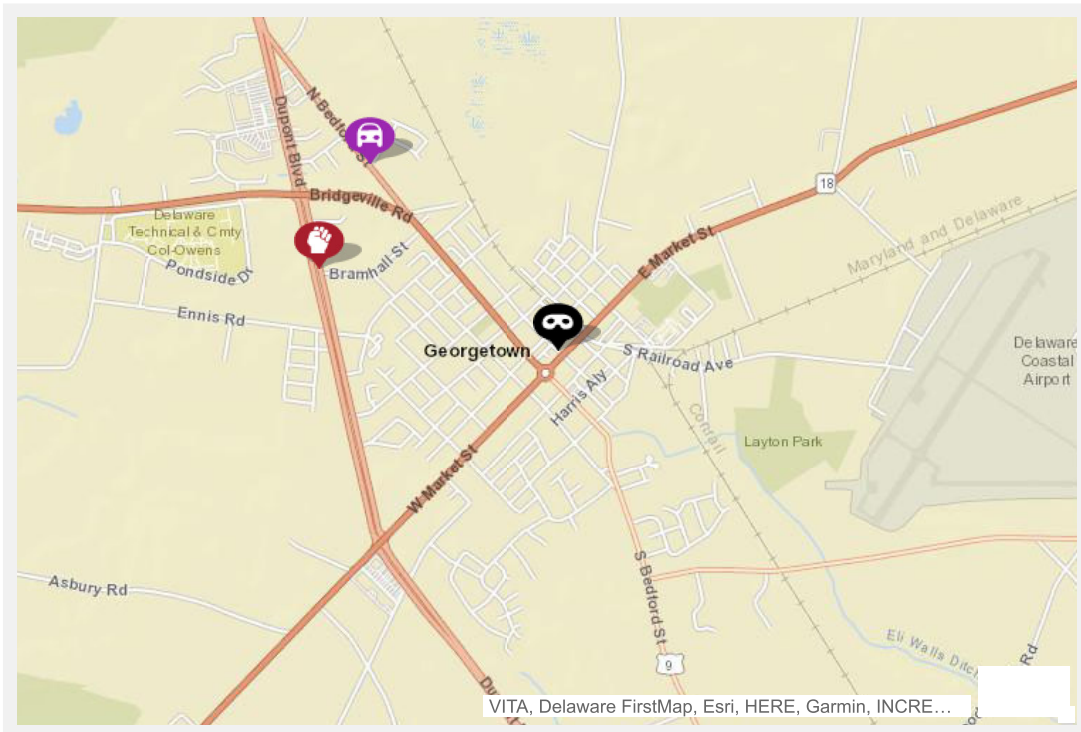 N Bedford St
Dupont Blvd
18
Bridgeville Rd
Delaware
Technical & Cmty
Col-Owens
E Market St
Maryland and Delaware
Bramhall St
Pondside Dr
Ennis Rd
Georgetown
S Railroad Ave
Delaware
Coastal
Airport
Harris Aly
Conrail
Layton Park
W Market St
Asbury Rd
S Bedford St
Eli Walls Ditch
Rd
9
VITA, Delaware FirstMap, Esri, HERE, Garmin, INCRE…